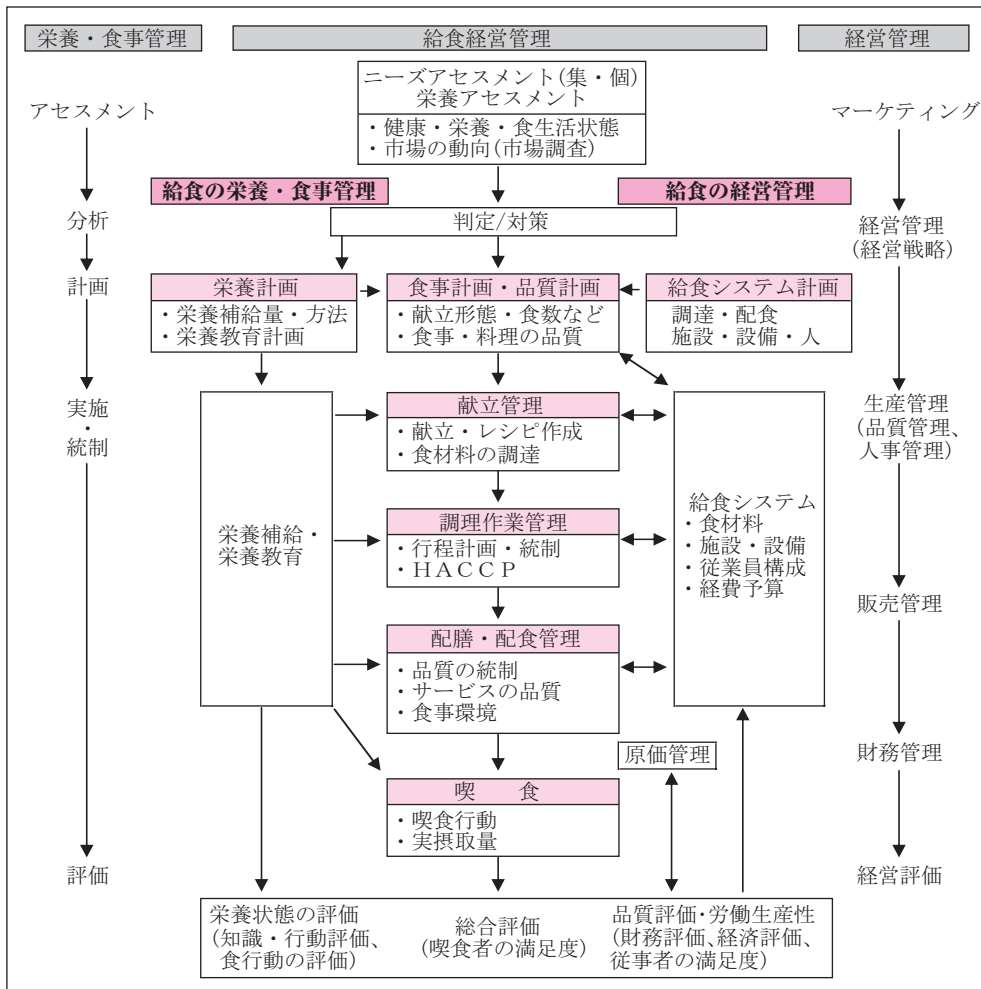 栄養・食事管理
給食経営管理
経営管理
ニーズアセスメント(集・個)
栄養アセスメント
・健康・栄養・食生活状態
・市場の動向(市場調査)
アセスメント
マーケティング
給食の栄養・食事管理
給食の経営管理
分析
判定/対策
経営管理
(経営戦略)
計画
栄養計画
・栄養補給量・方法
・栄養教育計画
食事計画・品質計画
・献立形態・食数など
・食事・料理の品質
給食システム計画
調達・配食
施設・設備・人
実施
・
統制
献立管理
・献立・レシピ作成
・食材料の調達
生産管理
(品質管理、
人事管理)
栄養補給・
栄養教育
調理作業管理
・行程計画・統制
・HACCP
給食システム
・食材料
・施設・設備
・従業員構成
・経費予算
販売管理
配膳・配食管理
・品質の統制
・サービスの品質
・食事環境
原価管理
財務管理
喫 食
・喫食行動
・実摂取量
評価
経営評価
栄養状態の評価
(知識・行動評価、
食行動の評価)
総合評価
(喫食者の満足度)
品質評価・労働生産性
(財務評価、経済評価、
従事者の満足度)